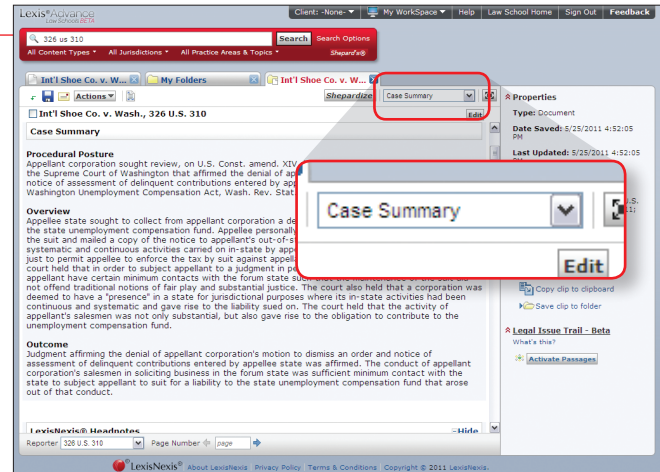 Lexis®Advance
Law Schools BETA
Client: -None-
My WorkSpace
Help
Law School Home
Sign Out
Feedback
326 us 310
Search
Search Options
All Content Types
All Jurisdictions
All Practice Areas & Topics
Shepard's®
Int'l Shoe Co. v. W...
My Folders
Int'l Shoe Co. v. W...
Actions
Shepardize
Case Summary
Int'l Shoe Co. v. Wash., 326 U.S. 310
Edit
Case Summary
Procedural Posture
Appellant corporation sought review, on U.S. Const. amend. XIV
the Supreme Court of Washington that affirmed the denial of
notice of assessment of delinquent contributions entered by
Washington Unemployment Compensation Act, Wash. Rev. Stat
Overview
Appellee state sought to collect from appellant corporation a
the state unemployment compensation fund. Appellee personally
the suit and mailed a copy of the notice to appellant's
systematic and continuous activities carried on in-state by
just to permit appellee to enforce the tax by suit against
court held that in order to subject appellant to a judgment in
appellant have certain minimum contacts with the forum state
not offend traditional notions of fair play and substantial justice. The court also held that a corporation was
deemed to have a "presence" in a state for jurisdictional purposes where its in-state activities had been
continuous and systematic and gave rise to the liability sued on. The court held that the activity of
appellant's salesmen was not only substantial, but also gave rise to the obligation to contribute to the
unemployment compensation fund.
Outcome
Judgment affirming the denial of appellant corporation's motion to dismiss an order and notice of
assessment of delinquent contributions entered by appellee state was affirmed. The conduct of appellant
corporation's salesmen in soliciting business in the forum state was sufficient minimum contact with the
state to subject appellant to suit for a liability to the state unemployment compensation fund that arose
out of that conduct.
LexisNexis® Headnotes
Hide
Reporter
326 U.S. 310
Page Number
page
Properties
Type: Document
Date Saved: 5/25/2011 4:52:05
PM
Last Updated: 5/25/2011 4:52:05
PM
Case Summary
Edit
Copy clip to clipboard
Save clip to folder
Legal Issue Trail - Beta
What's this?
Activate Passages
LexisNexis®
About LexisNexis
Privacy Policy
Terms & Conditions
Copyright © 2011 LexisNexis.